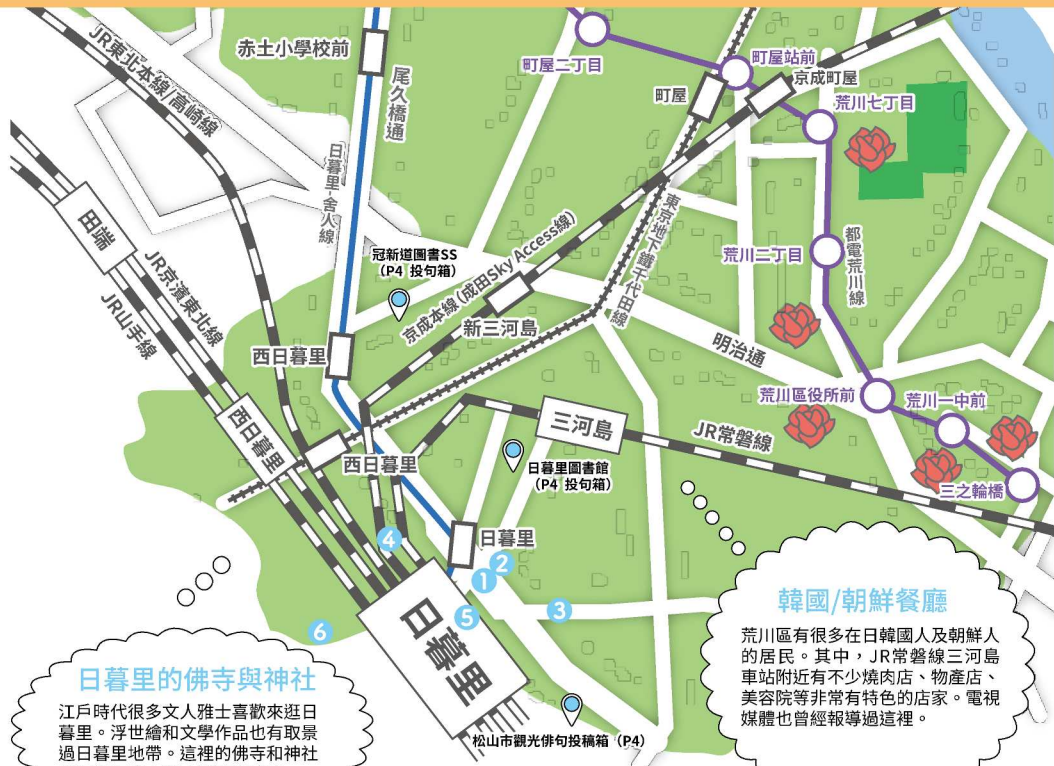 JR東北本線/高崎線
赤土小學校前
尾久橋通
日暮里·舍人線
町屋二丁目
町屋站前
京成町屋
町屋
荒川七丁目
田端
JR京濱東北線
JR山手線
冠新道圖書SS
(P4 投句箱)
京成本線(成田Sky Access線)
東京地下鐵千代田線
荒川二丁目
都電荒川線
新三河島
明治通
西日暮里
荒川區役所前
荒川一中前
三之輪橋
西日暮里
西日暮里
三河島
JR常磐線
日暮里圖書館
(P4 投句箱)
日暮里
4
2
1
3
5
6
日暮里
松山市觀光俳句投稿箱 (P4)
日暮里的佛寺與神社
江戶時代很多文人雅士喜歡來逛日
暮里。浮世繪和文學作品也有取景
過日暮里地帶。這裡的佛寺和神社
韓國/朝鮮餐廳
荒川區有很多在日韓國人及朝鮮人
的居民。其中，JR常磐線三河島
車站附近有不少燒肉店、物產店、
美容院等非常有特色的店家。電視
媒體也曾經報導過這裡。